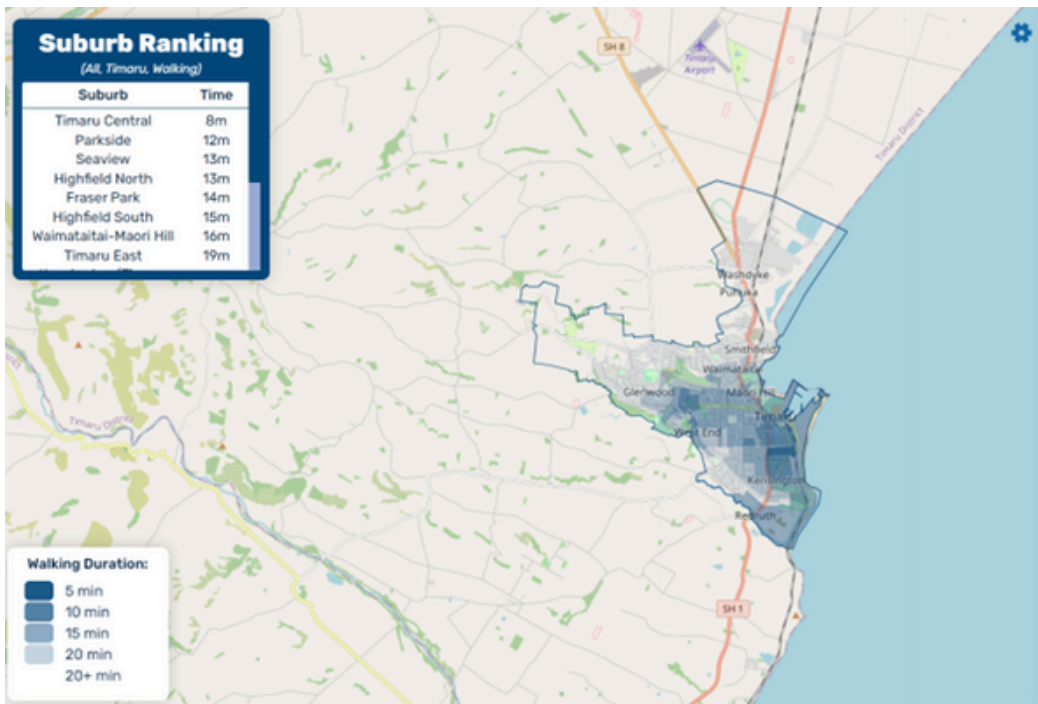 Suburb Ranking
(All, Timaru, Walking)
Suburb Time
Timaru Central 8m
Parkside 12m
Seaview 13m
Highfield North 13m
Fraser Park 14m
Highfield South 15m
Waimataitai-Maori Hill 16m
Timaru East 19m
SH 8
Timaru
Airport
Timaru District
Washdyke
Puhuka
Smithfield
Waimataitai
Glenwood
Maori Hill
Timaru
West End
Kensington
Redruth
Timaru District
SH 1
Walking Duration:
5 min
10 min
15 min
20 min
20+ min